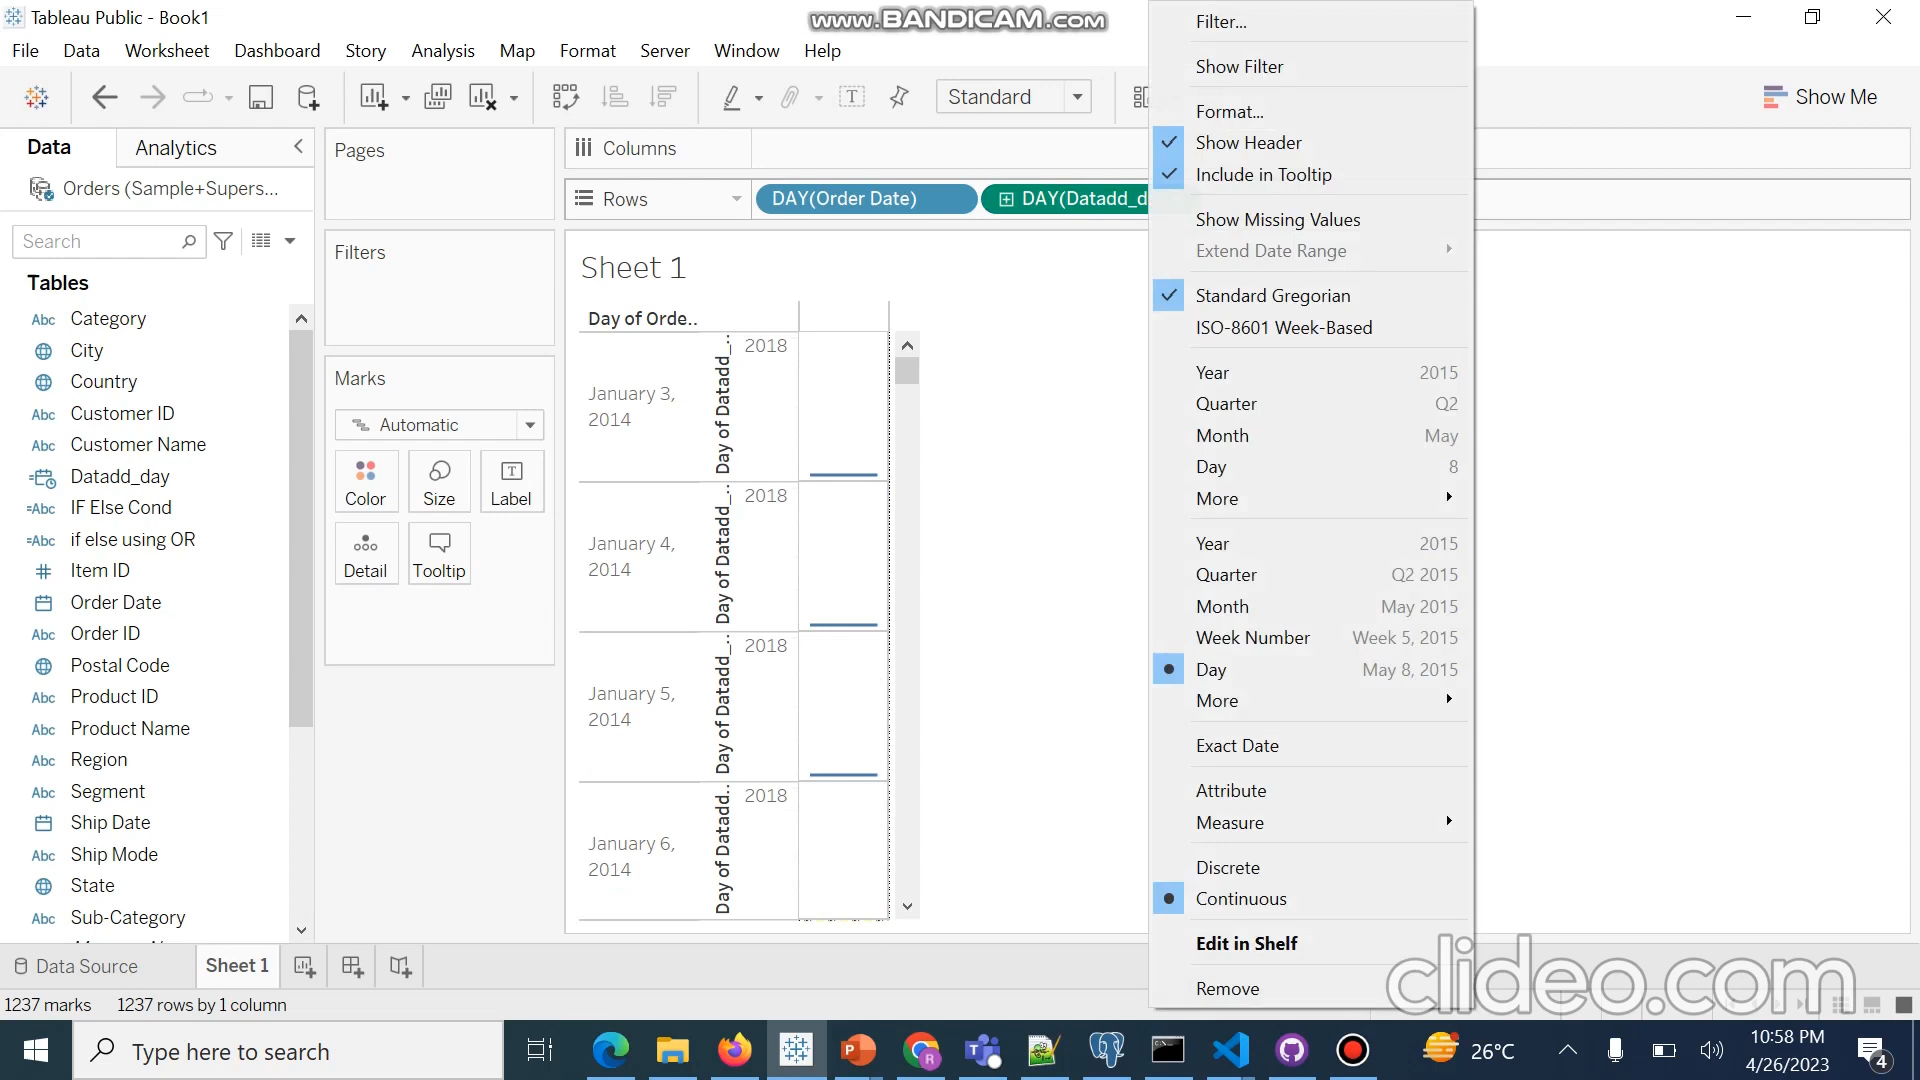 Tableau Public - Book1
www.BANDICAM.com
File Data Worksheet Dashboard Story Analysis Map Format Server Window Help
Standard
Show Me
Data
Analytics
Orders (Sample+Supers...
Search
Tables
Abc Category
City
Country
Abc Customer ID
Abc Customer Name
Datadd_day
=Abc IF Else Cond
=Abc if else using OR
Item ID
Order Date
Abc Order ID
Postal Code
Abc Product ID
Abc Product Name
Abc Region
Abc Segment
Ship Date
Abc Ship Mode
State
Abc Sub-Category
Pages
Filters
Marks
Automatic
Color
Size
Label
Detail
Tooltip
Columns
Rows
DAY(Order Date)
DAY(Datadd_d
Sheet 1
Day of Orde..
January 3,
2014
Day of Datadd_..
2018
January 4,
2014
Day of Datadd_..
2018
January 5,
2014
Day of Datadd_..
2018
January 6,
2014
Day of Datadd..
2018
Filter...
Show Filter
Format...
Show Header
Include in Tooltip
Show Missing Values
Extend Date Range
Standard Gregorian
ISO-8601 Week-Based
Year 2015
Quarter Q2
Month May
Day 8
More
Year 2015
Quarter Q2 2015
Month May 2015
Week Number Week 5, 2015
Day May 8, 2015
More
Exact Date
Attribute
Measure
Discrete
Continuous
Edit in Shelf
Remove
clideo.com
Data Source
Sheet 1
1237 marks 1237 rows by 1 column
Type here to search
26°C
10:58 PM
4/26/2023
4